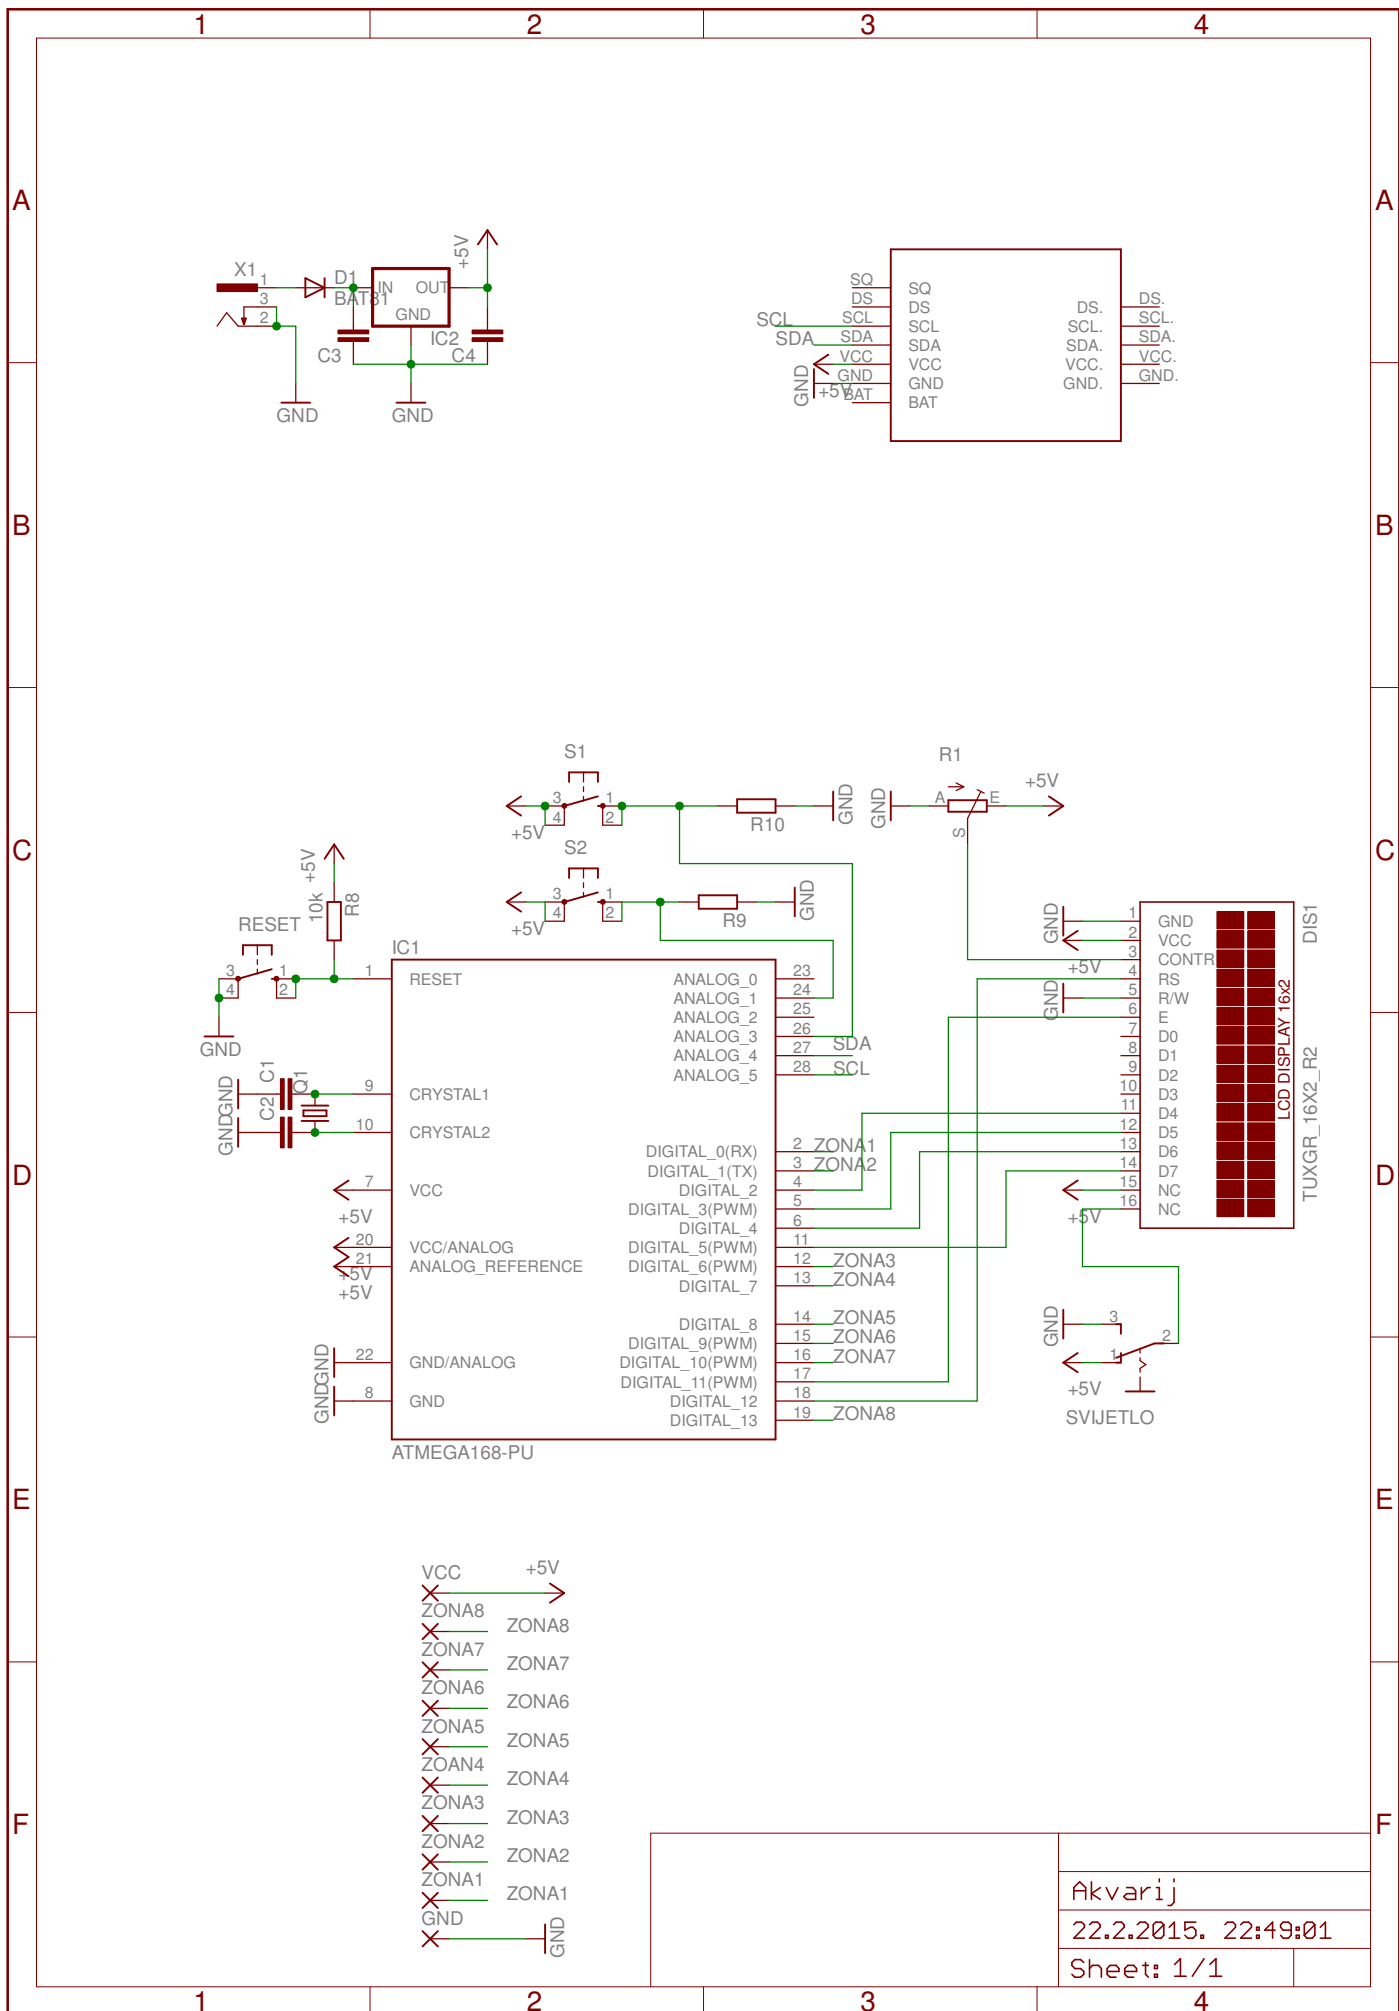 1 2 3 4
A A
B B
C C
D D
E E
F F
X1
1
3
2
D1
BAT81
IN OUT
GND
IC2
+5V
C3
C4
GND
GND
SQ SQ
DS DS
SCL SCL SCL
SDA SDA SDA
VCC VCC
GND GND GND
+5V
BAT BAT
DS. DS.
SCL. SCL.
SDA. SDA.
VCC. VCC.
GND. GND.
S1
3 1
4 2
+5V
R10
GND
S2
3 1
4 2
+5V
R9
GND
R1
GND
A E
S
+5V
+5V
10k
R8
RESET
3 1
4 2
GND
GND
C1
GND
C2
Q1
IC1
1 RESET
9 CRYSTAL1
10 CRYSTAL2
7 VCC
+5V
20 VCC/ANALOG
21 ANALOG_REFERENCE
+5V
+5V
GND
22 GND/ANALOG
GND
8 GND
ANALOG_0 23
ANALOG_1 24
ANALOG_2 25
ANALOG_3 26
ANALOG_4 27 SDA
ANALOG_5 28 SCL
DIGITAL_0(RX) 2 ZONA1
DIGITAL_1(TX) 3 ZONA2
DIGITAL_2 4
DIGITAL_3(PWM) 5
DIGITAL_4 6
DIGITAL_5(PWM) 11
DIGITAL_6(PWM) 12 ZONA3
DIGITAL_7 13 ZONA4
DIGITAL_8 14 ZONA5
DIGITAL_9(PWM) 15 ZONA6
DIGITAL_10(PWM) 16 ZONA7
DIGITAL_11(PWM) 17
DIGITAL_12 18
DIGITAL_13 19 ZONA8
ATMEGA168-PU
GND
1 GND
2 VCC
+5V
3 CONTR
4 RS
GND
5 R/W
6 E
7 D0
8 D1
9 D2
10 D3
11 D4
12 D5
13 D6
14 D7
15 NC
+5V
16 NC
LCD DISPLAY 16x2
DIS1
TUXGR_16X2_R2
GND
3
2
1
+5V
SVIJETLO
VCC +5V
ZONA8 ZONA8
ZONA7 ZONA7
ZONA6 ZONA6
ZONA5 ZONA5
ZOAN4 ZONA4
ZONA3 ZONA3
ZONA2 ZONA2
ZONA1 ZONA1
GND GND
Akvarij
22.2.2015. 22:49:01
Sheet: 1/1
1 2 3 4